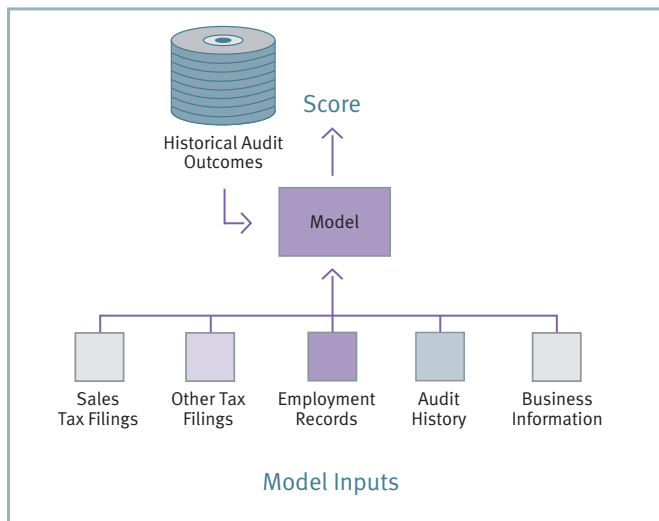 Score
Historical Audit
Outcomes
Model
Sales
Tax Filings
Other Tax
Filings
Employment
Records
Audit
History
Business
Information
Model Inputs